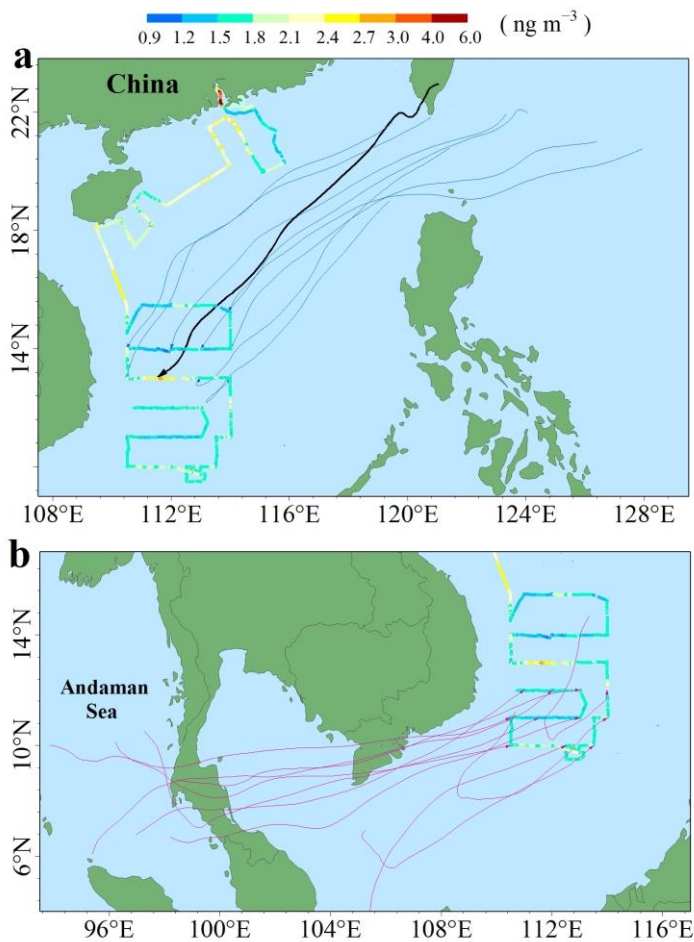 0.9 1.2 1.5 1.8 2.1 2.4 2.7 3.0 4.0 6.0 ( ng m⁻³ )
a
China
22°N
18°N
14°N
108°E 112°E 116°E 120°E 124°E 128°E
b
14°N
Andaman
Sea
10°N
6°N
96°E 100°E 104°E 108°E 112°E 116°E